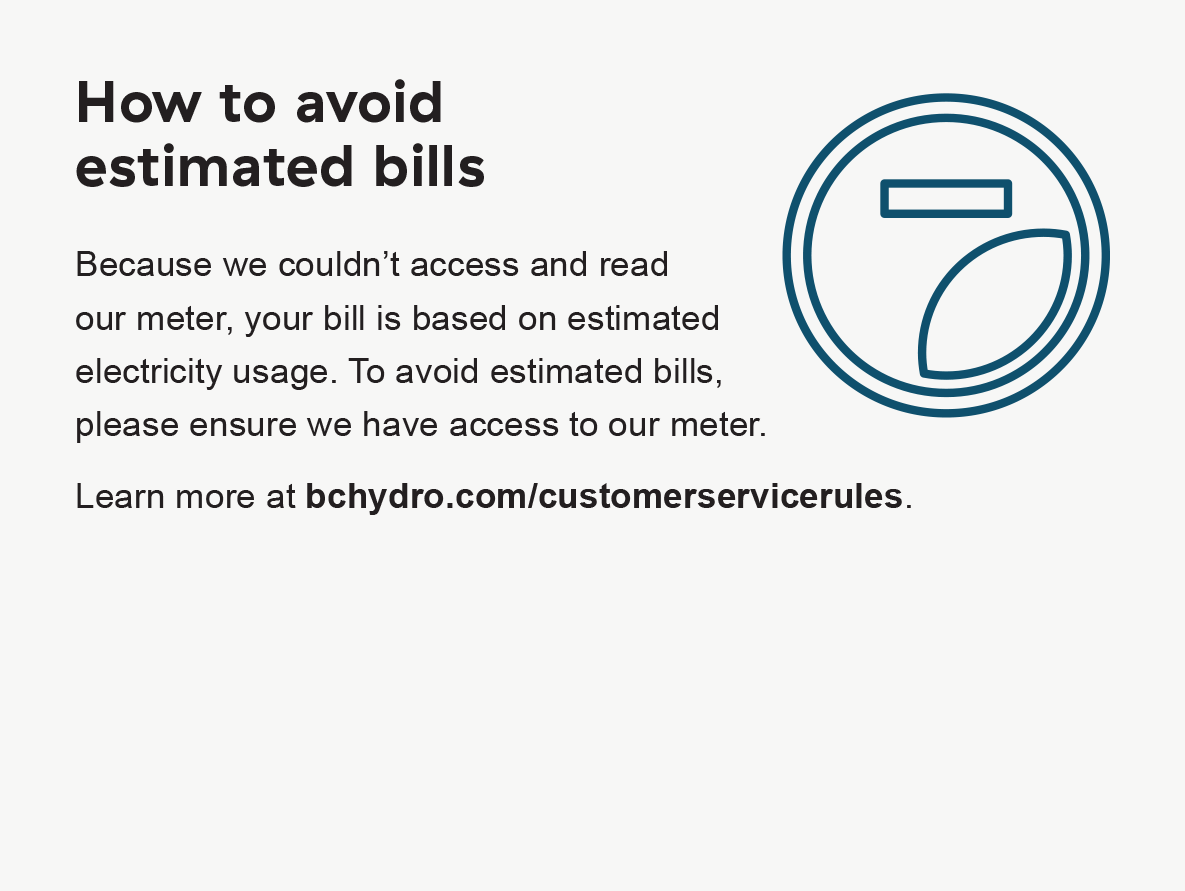 How to avoid
estimated bills
Because we couldn’t access and read
our meter, your bill is based on estimated
electricity usage. To avoid estimated bills,
please ensure we have access to our meter.
Learn more at bchydro.com/customerservicerules.